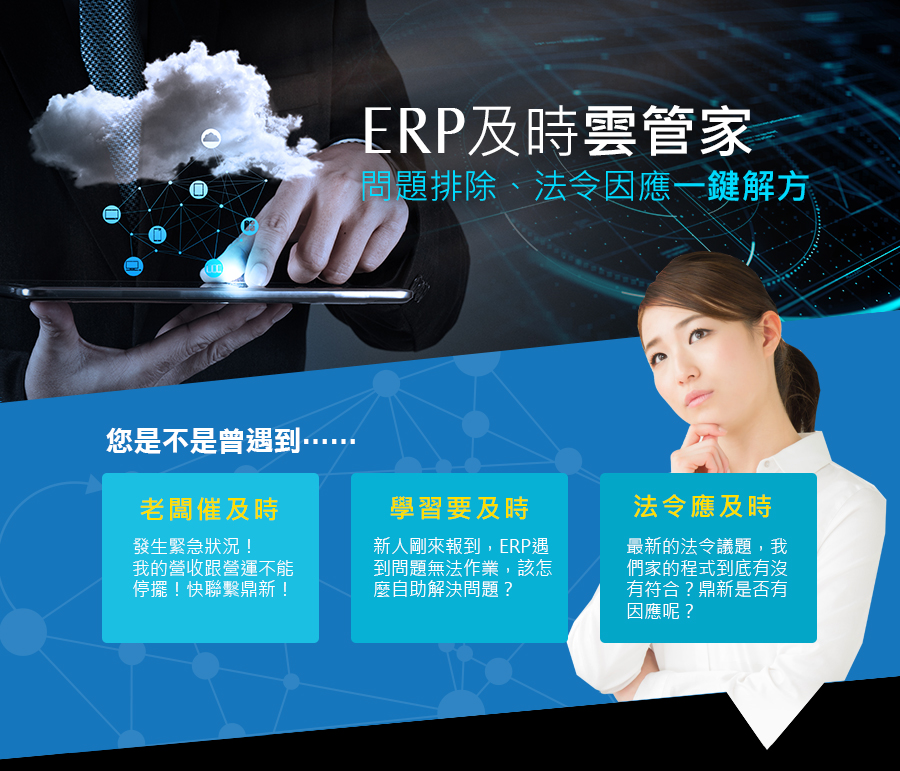 ERP及時雲管家
問題排除、法令因應一鍵解方
您是不是曾遇到⋯⋯
老闆催及時
發生緊急狀況！
我的營收跟營運不能
停擺！快聯繫鼎新！
學習要及時
新人剛來報到，ERP遇
到問題無法作業，該怎
麼自助解決問題？
法令應及時
最新的法令議題，我
們家的程式到底有沒
有符合？鼎新是否有
因應呢？